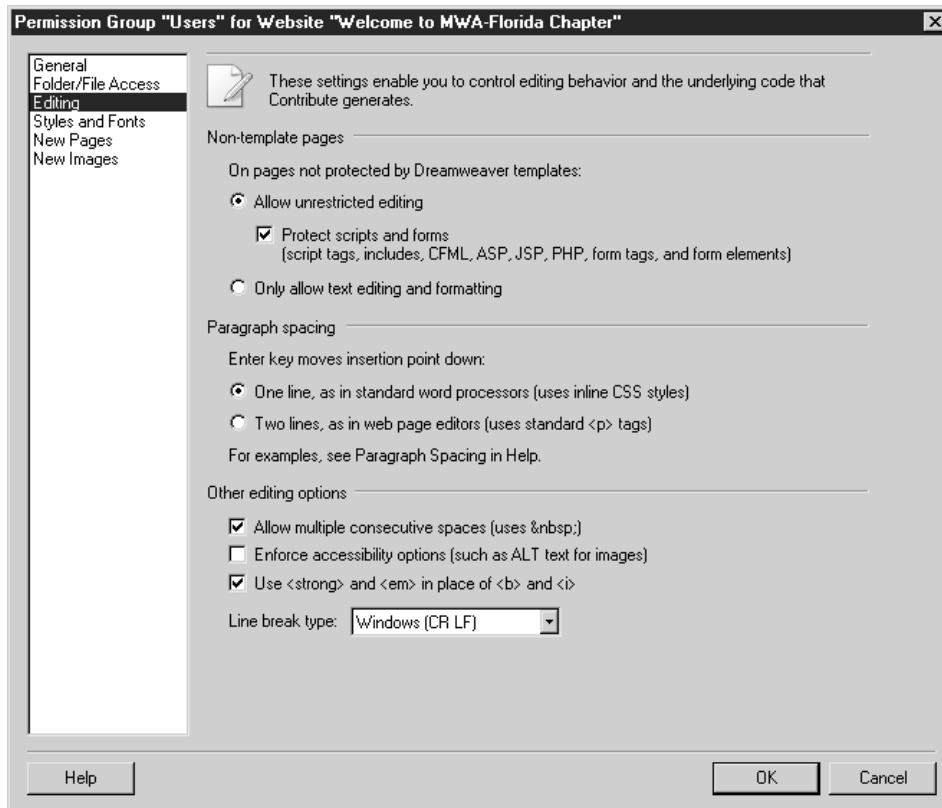 Permission Group "Users" for Website "Welcome to MWA-Florida Chapter"
General
Folder/File Access
Editing
Styles and Fonts
New Pages
New Images
These settings enable you to control editing behavior and the underlying code that
Contribute generates.
Non-template pages
On pages not protected by Dreamweaver templates:
Allow unrestricted editing
Protect scripts and forms
(script tags, includes, CFML, ASP, JSP, PHP, form tags, and form elements)
Only allow text editing and formatting
Paragraph spacing
Enter key moves insertion point down:
One line, as in standard word processors (uses inline CSS styles)
Two lines, as in web page editors (uses standard <p> tags)
For examples, see Paragraph Spacing in Help.
Other editing options
Allow multiple consecutive spaces (uses &nbsp;)
Enforce accessibility options (such as ALT text for images)
Use <strong> and <em> in place of <b> and <i>
Line break type: Windows (CR LF)
Help OK Cancel